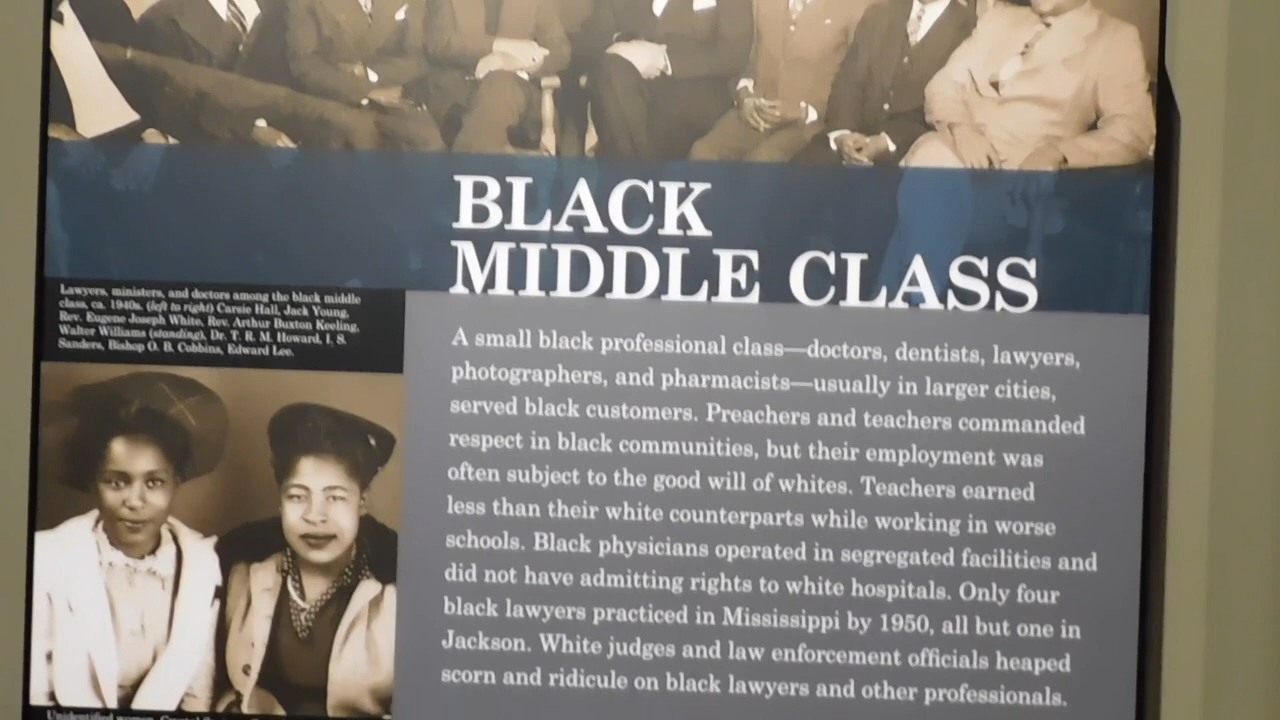 BLACK
MIDDLE CLASS
Lawyers, ministers, and doctors among the black middle
class, ca. 1940s. (left to right) Carsie Hall, Jack Young,
Rev. Eugene Joseph White, Rev. Arthur Buxton Keeling,
Walter Williams (standing), Dr. T. R. M. Howard, I. S.
Sanders, Bishop O. B. Cobbins, Edward Lee.
A small black professional class—doctors, dentists, lawyers,
photographers, and pharmacists—usually in larger cities,
served black customers. Preachers and teachers commanded
respect in black communities, but their employment was
often subject to the good will of whites. Teachers earned
less than their white counterparts while working in worse
schools. Black physicians operated in segregated facilities and
did not have admitting rights to white hospitals. Only four
black lawyers practiced in Mississippi by 1950, all but one in
Jackson. White judges and law enforcement officials heaped
scorn and ridicule on black lawyers and other professionals.
Unidentified women.